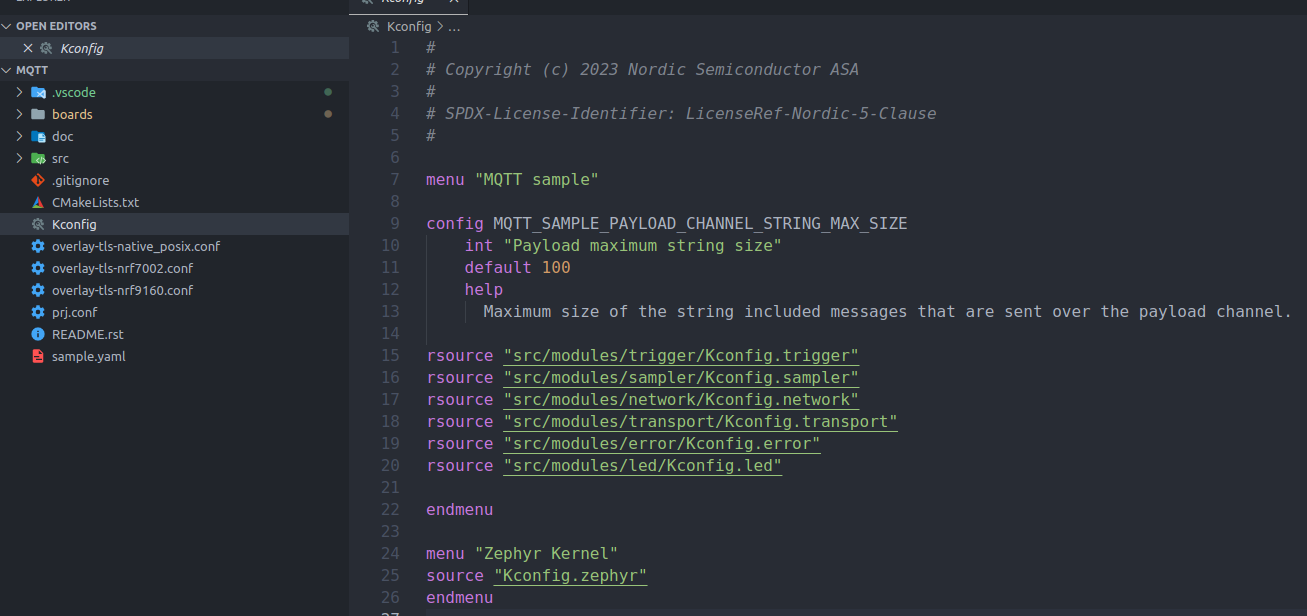 OPEN EDITORS
Kconfig
MQTT
.vscode
boards
doc
src
.gitignore
CMakeLists.txt
Kconfig
overlay-tls-native_posix.conf
overlay-tls-nrf7002.conf
overlay-tls-nrf9160.conf
prj.conf
README.rst
sample.yaml
Kconfig > ...
1 #
2 # Copyright (c) 2023 Nordic Semiconductor ASA
3 #
4 # SPDX-License-Identifier: LicenseRef-Nordic-5-Clause
5 #
6
7 menu "MQTT sample"
8
9 config MQTT_SAMPLE_PAYLOAD_CHANNEL_STRING_MAX_SIZE
10 int "Payload maximum string size"
11 default 100
12 help
13 Maximum size of the string included messages that are sent over the payload channel.
14
15 rsource "src/modules/trigger/Kconfig.trigger"
16 rsource "src/modules/sampler/Kconfig.sampler"
17 rsource "src/modules/network/Kconfig.network"
18 rsource "src/modules/transport/Kconfig.transport"
19 rsource "src/modules/error/Kconfig.error"
20 rsource "src/modules/led/Kconfig.led"
21
22 endmenu
23
24 menu "Zephyr Kernel"
25 source "Kconfig.zephyr"
26 endmenu